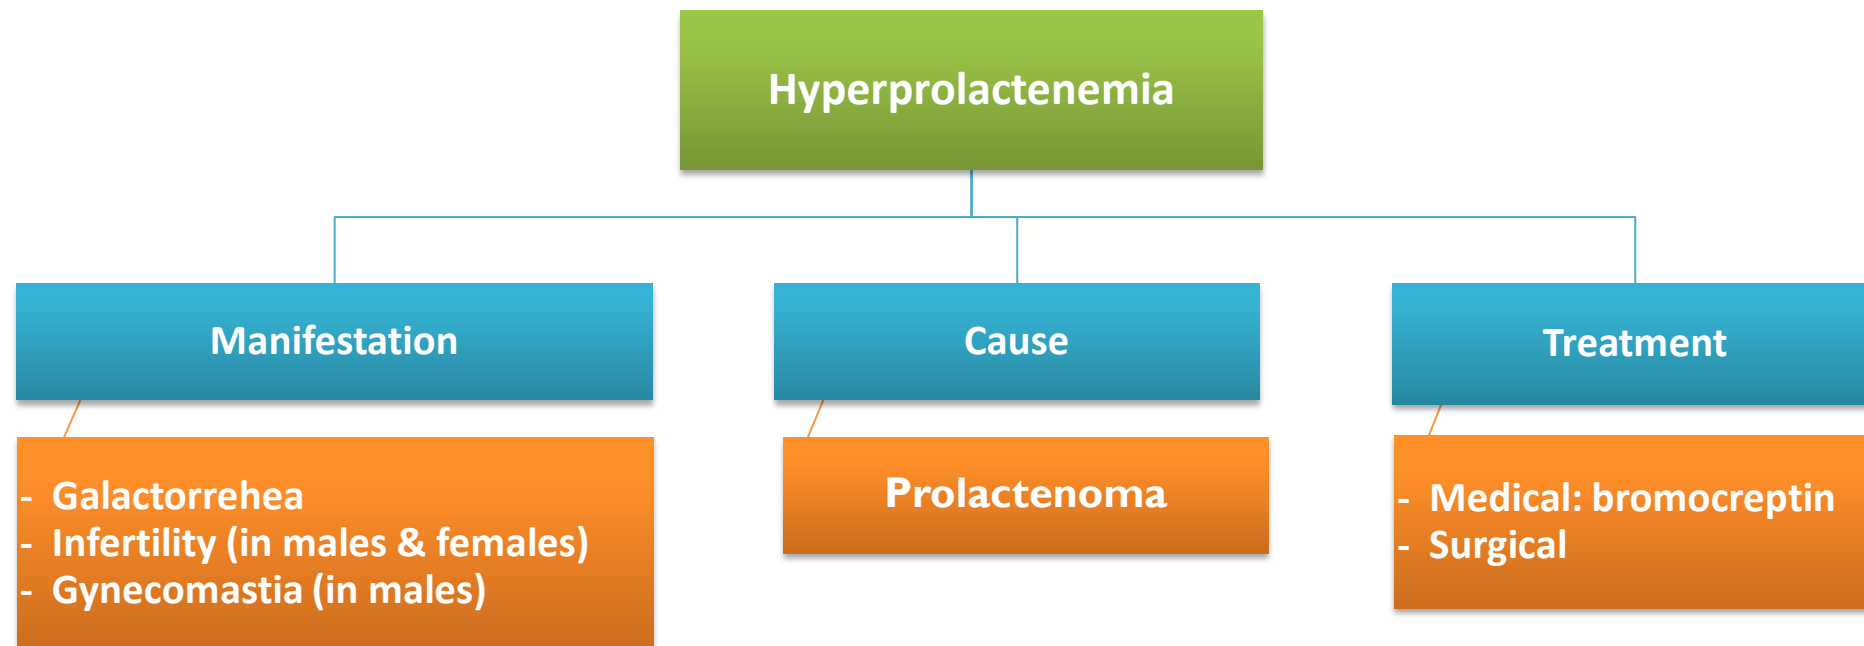 Hyperprolactenemia
Manifestation
- Galactorrehea
- Infertility (in males & females)
- Gynecomastia (in males)
Cause
Prolactenoma
Treatment
- Medical: bromocreptin
- Surgical